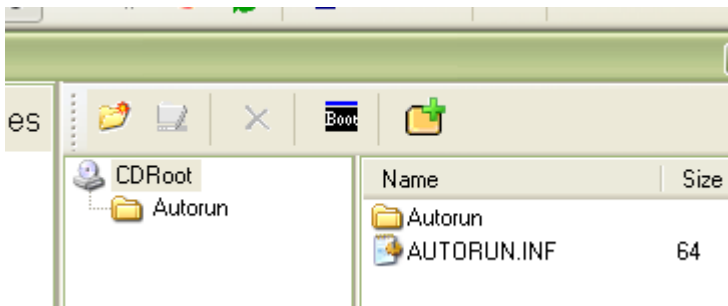 es
Boot
CDRoot
Autorun
Name Size
Autorun
AUTORUN.INF 64